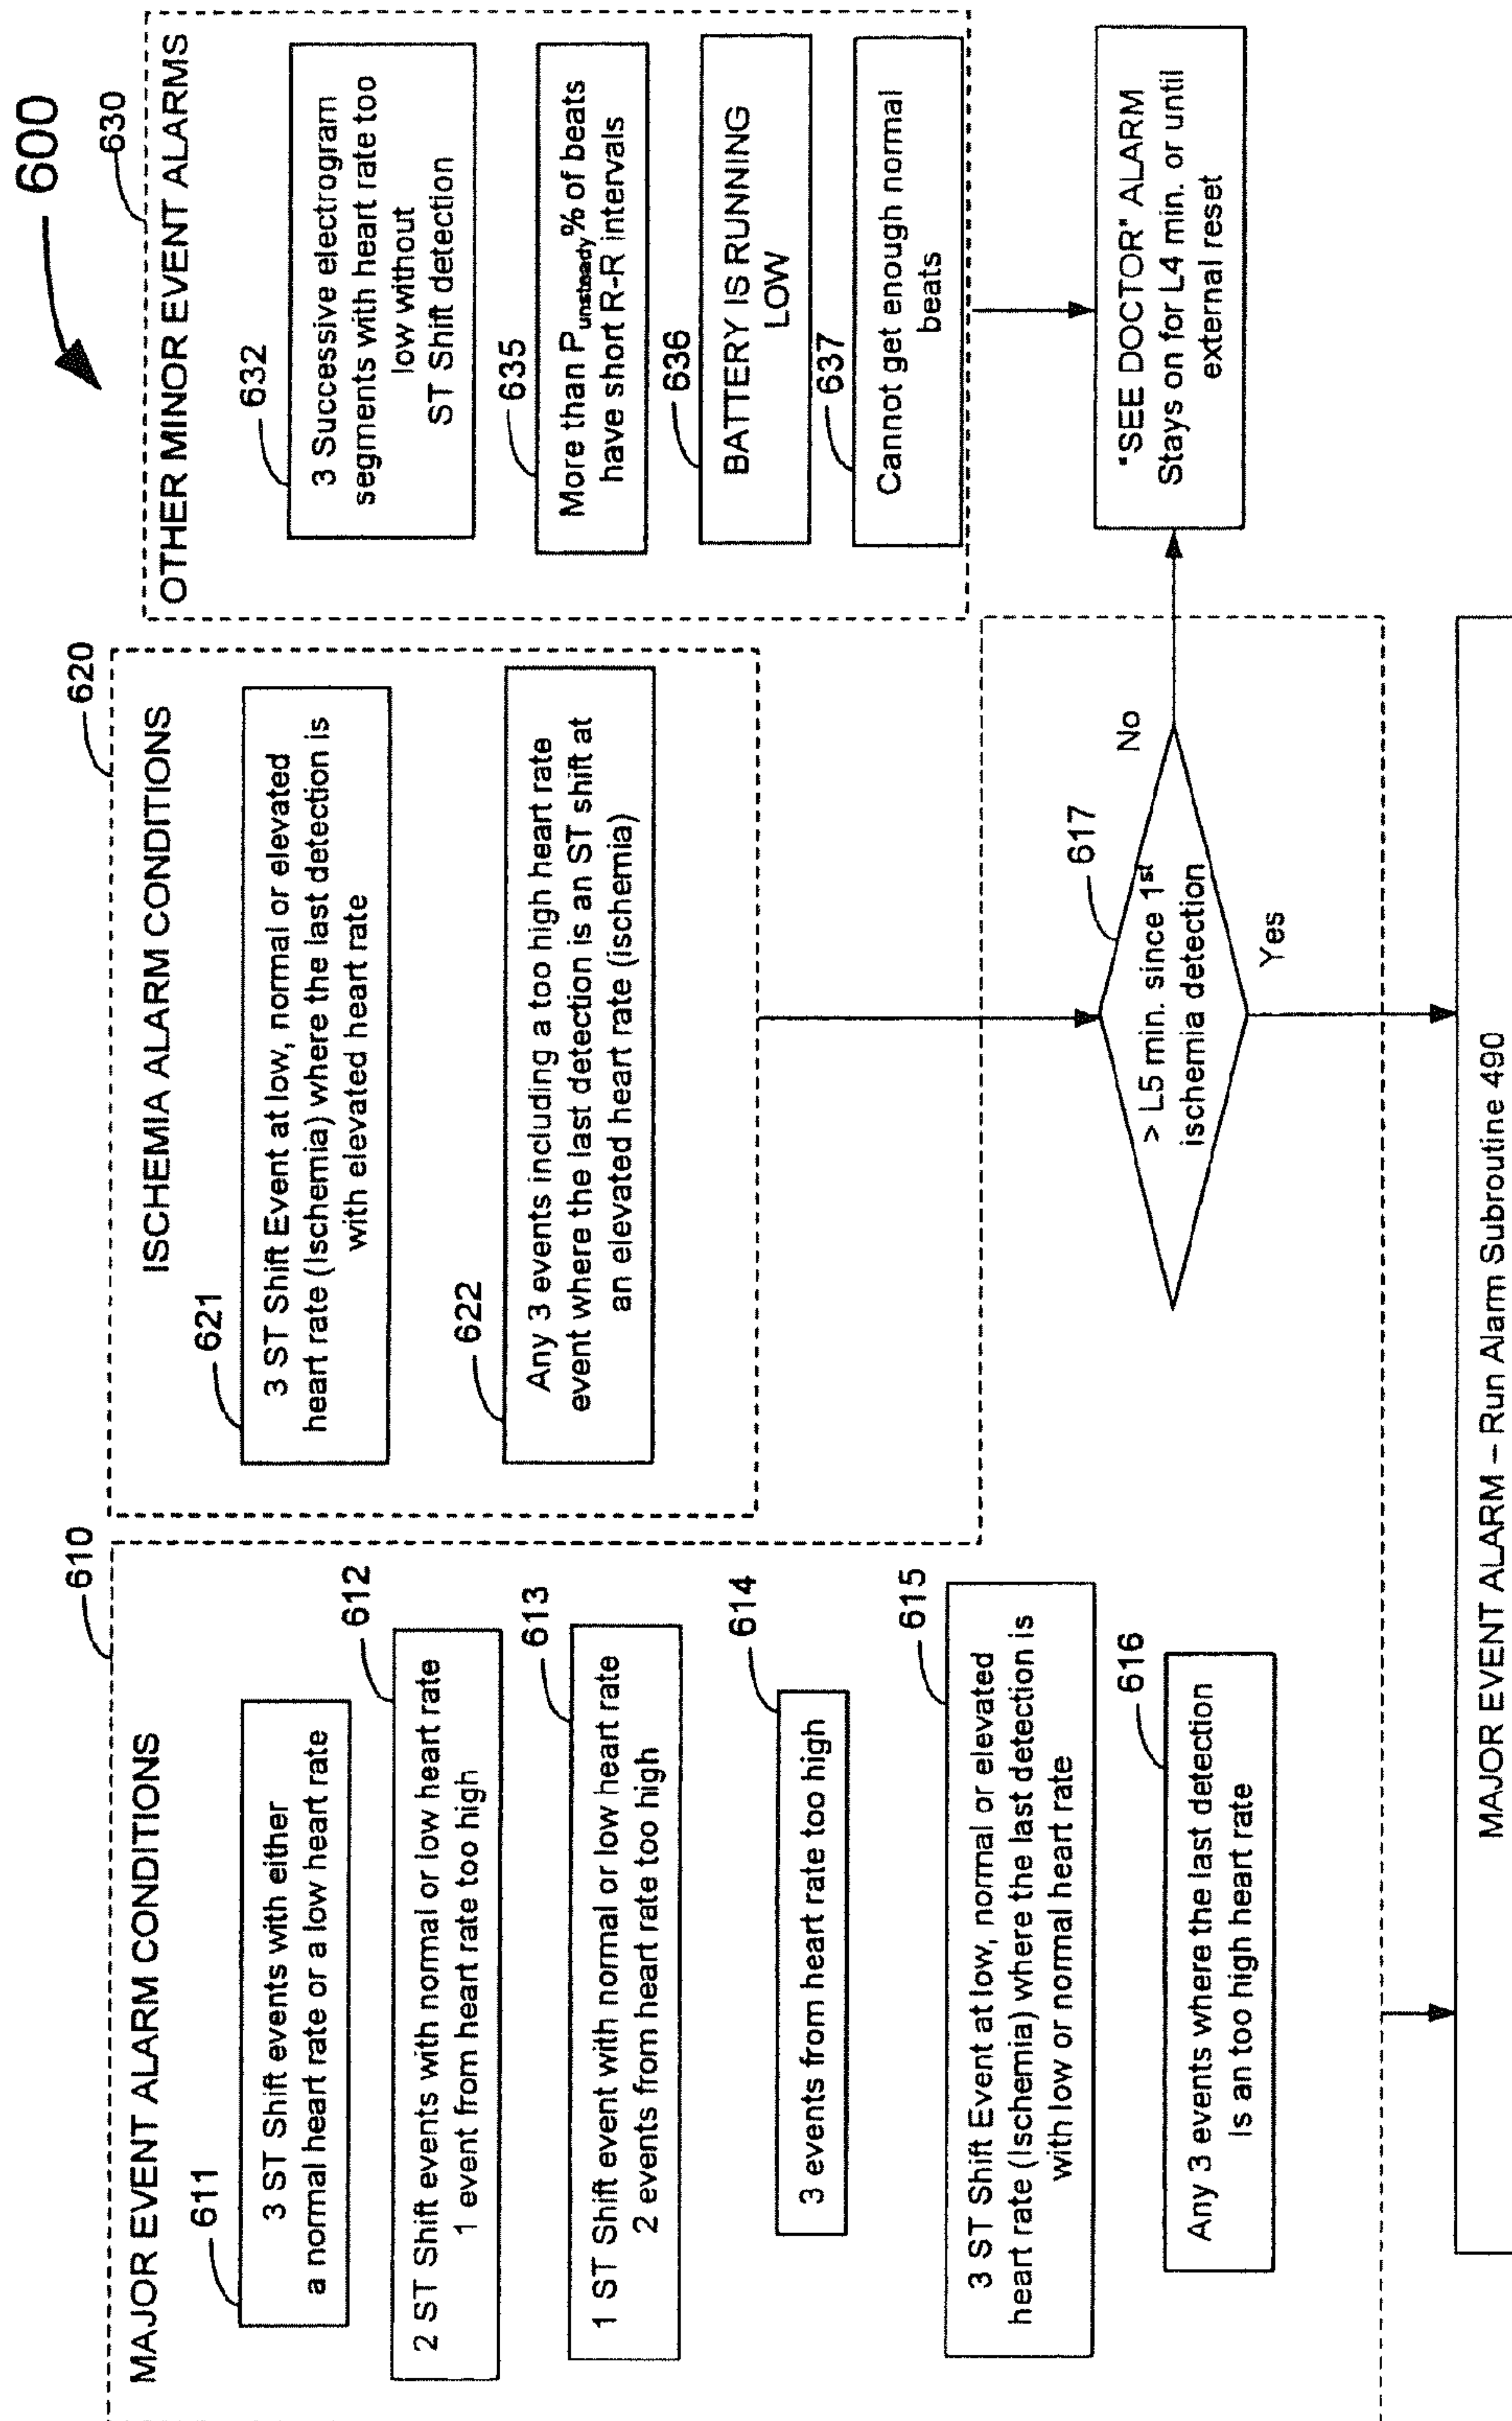 600
610
MAJOR EVENT ALARM CONDITIONS
611
3 ST Shift events with either
a normal heart rate or a low heart rate
612
2 ST Shift events with normal or low heart rate
1 event from heart rate too high
613
1 ST Shift event with normal or low heart rate
2 events from heart rate too high
614
3 events from heart rate too high
615
3 ST Shift Event at low, normal or elevated
heart rate (Ischemia) where the last detection is
with low or normal heart rate
616
Any 3 events where the last detection
Is an too high heart rate
620
ISCHEMIA ALARM CONDITIONS
621
3 ST Shift Event at low, normal or elevated
heart rate (Ischemia) where the last detection is
with elevated heart rate
622
Any 3 events including a too high heart rate
event where the last detection is an ST shift at
an elevated heart rate (ischemia)
617
> L5 min. since 1st
ischemia detection
No
Yes
630
OTHER MINOR EVENT ALARMS
632
3 Successive electrogram
segments with heart rate too
low without
ST Shift detection
635
More than Punsteady% of beats
have short R-R intervals
636
BATTERY IS RUNNING
LOW
637
Cannot get enough normal
beats
"SEE DOCTOR" ALARM
Stays on for L4 min. or until
external reset
MAJOR EVENT ALARM – Run Alarm Subroutine 490